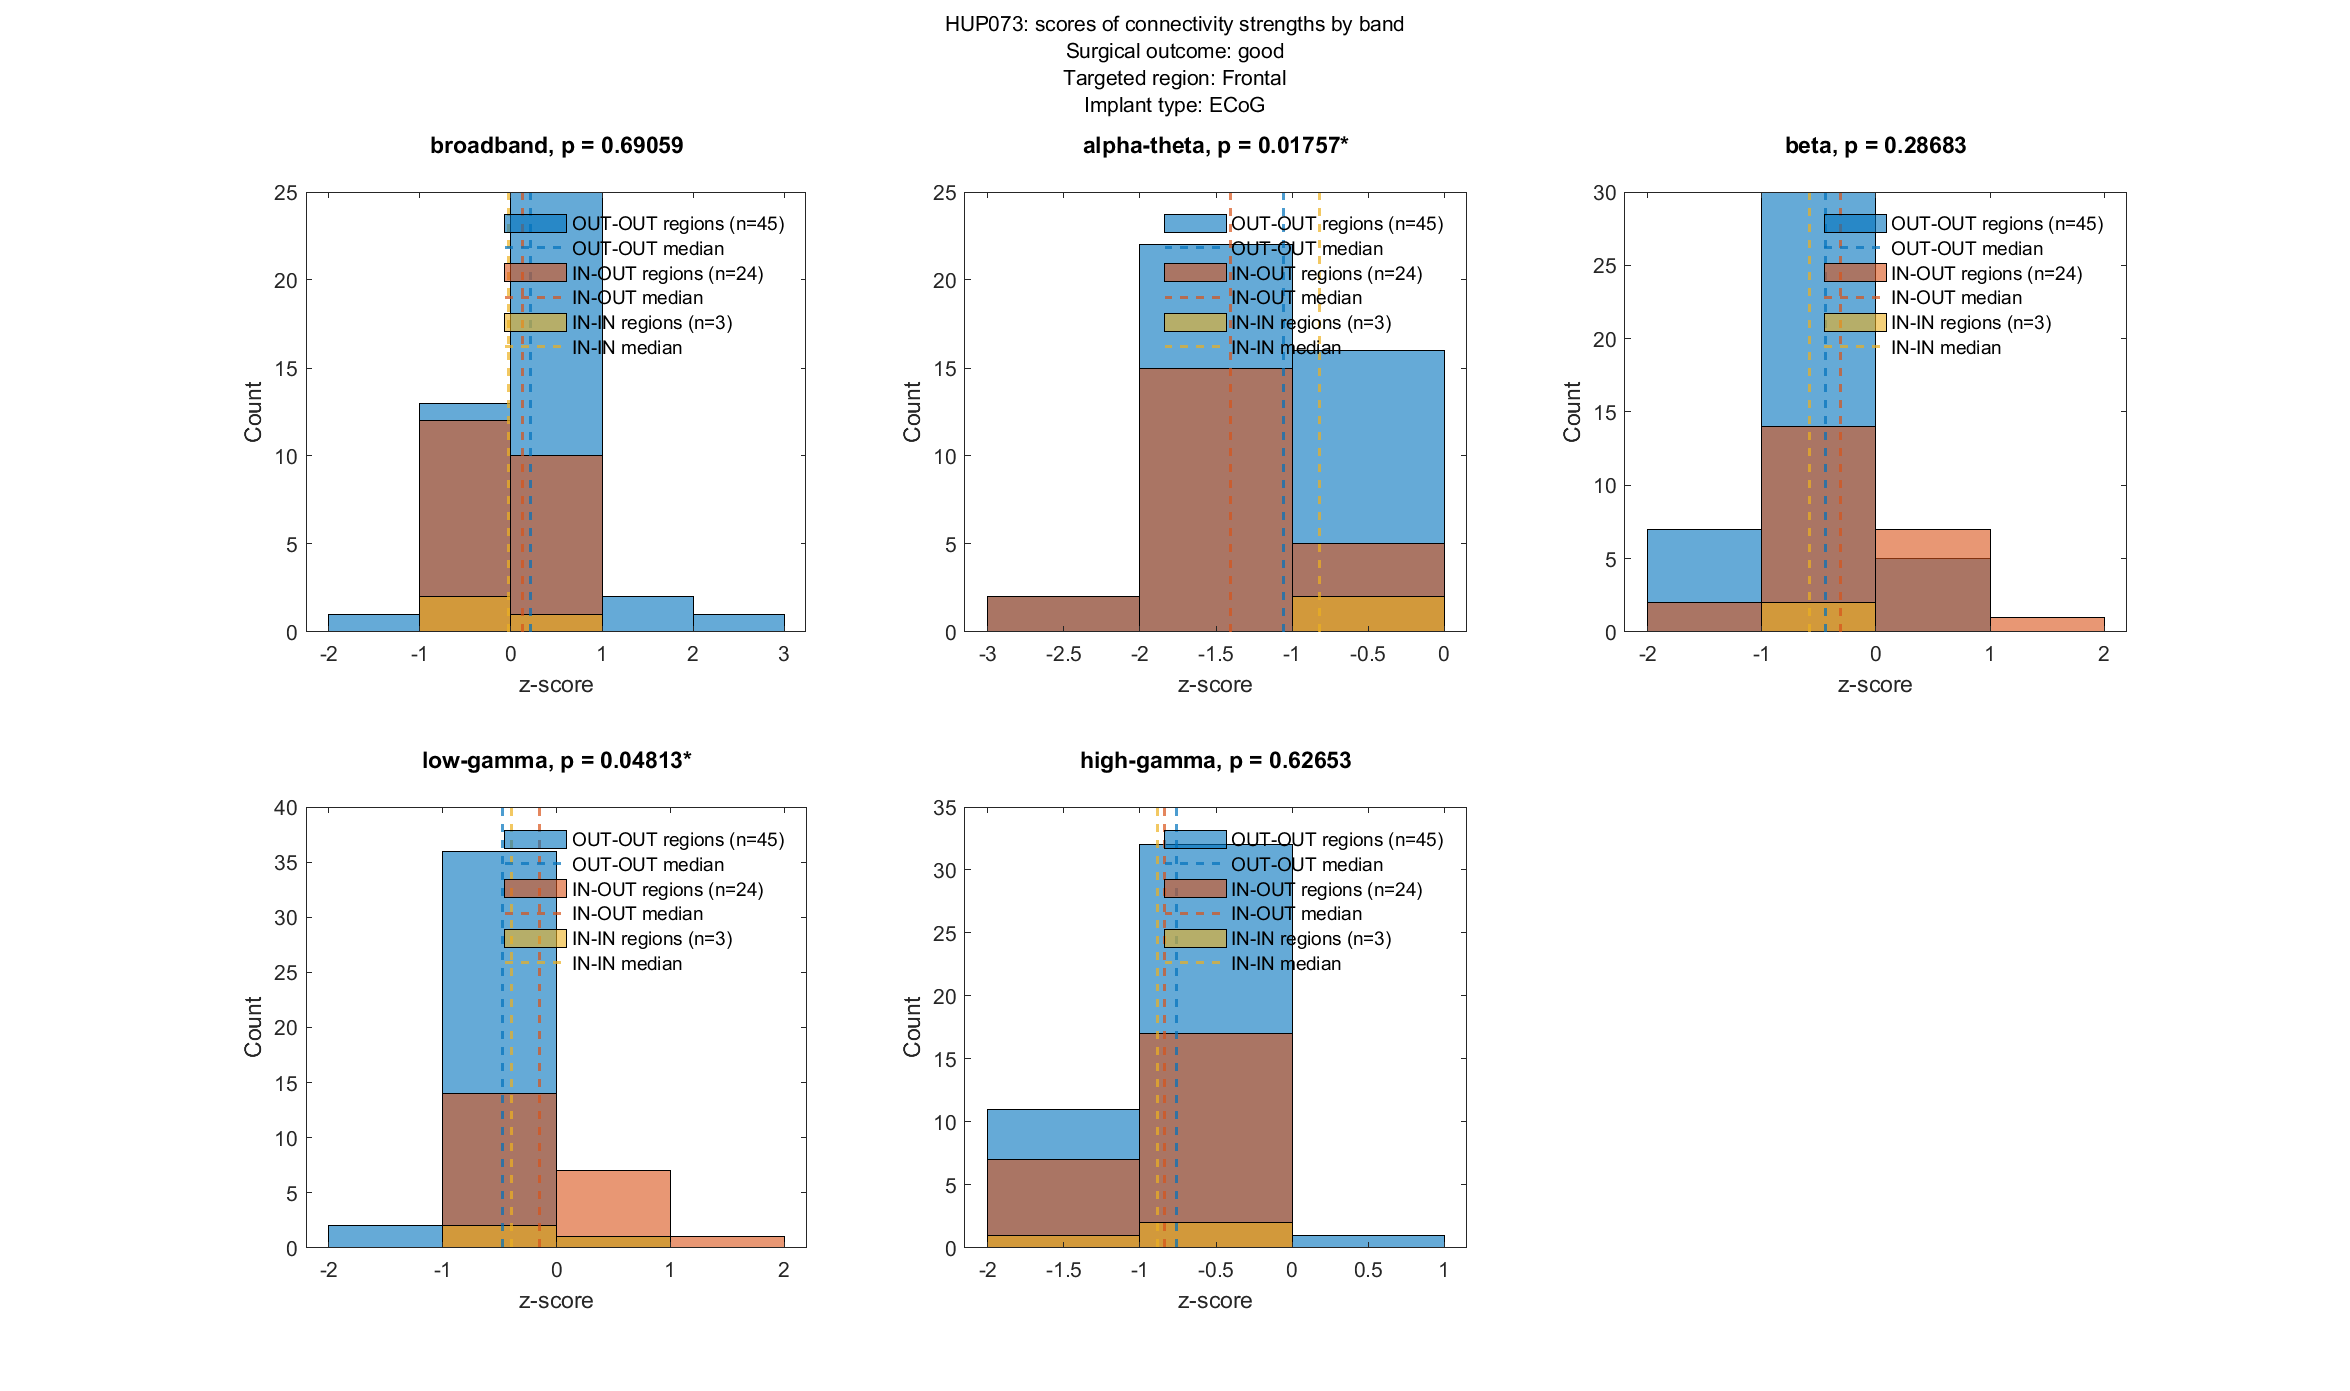 HUP073: scores of connectivity strengths by band
Surgical outcome: good
Targeted region: Frontal
Implant type: ECoG
broadband, p = 0.69059
25
20
15
10
5
0
Count
OUT-OUT regions (n=45)
OUT-OUT median
IN-OUT regions (n=24)
IN-OUT median
IN-IN regions (n=3)
IN-IN median
-2 -1 0 1 2 3
z-score
alpha-theta, p = 0.01757*
25
20
15
10
5
0
Count
OUT-OUT regions (n=45)
OUT-OUT median
IN-OUT regions (n=24)
IN-OUT median
IN-IN regions (n=3)
IN-IN median
-3 -2.5 -2 -1.5 -1 -0.5 0
z-score
beta, p = 0.28683
30
25
20
15
10
5
0
Count
OUT-OUT regions (n=45)
OUT-OUT median
IN-OUT regions (n=24)
IN-OUT median
IN-IN regions (n=3)
IN-IN median
-2 -1 0 1 2
z-score
low-gamma, p = 0.04813*
40
35
30
25
20
15
10
5
0
Count
OUT-OUT regions (n=45)
OUT-OUT median
IN-OUT regions (n=24)
IN-OUT median
IN-IN regions (n=3)
IN-IN median
-2 -1 0 1 2
z-score
high-gamma, p = 0.62653
35
30
25
20
15
10
5
0
Count
OUT-OUT regions (n=45)
OUT-OUT median
IN-OUT regions (n=24)
IN-OUT median
IN-IN regions (n=3)
IN-IN median
-2 -1.5 -1 -0.5 0 0.5 1
z-score